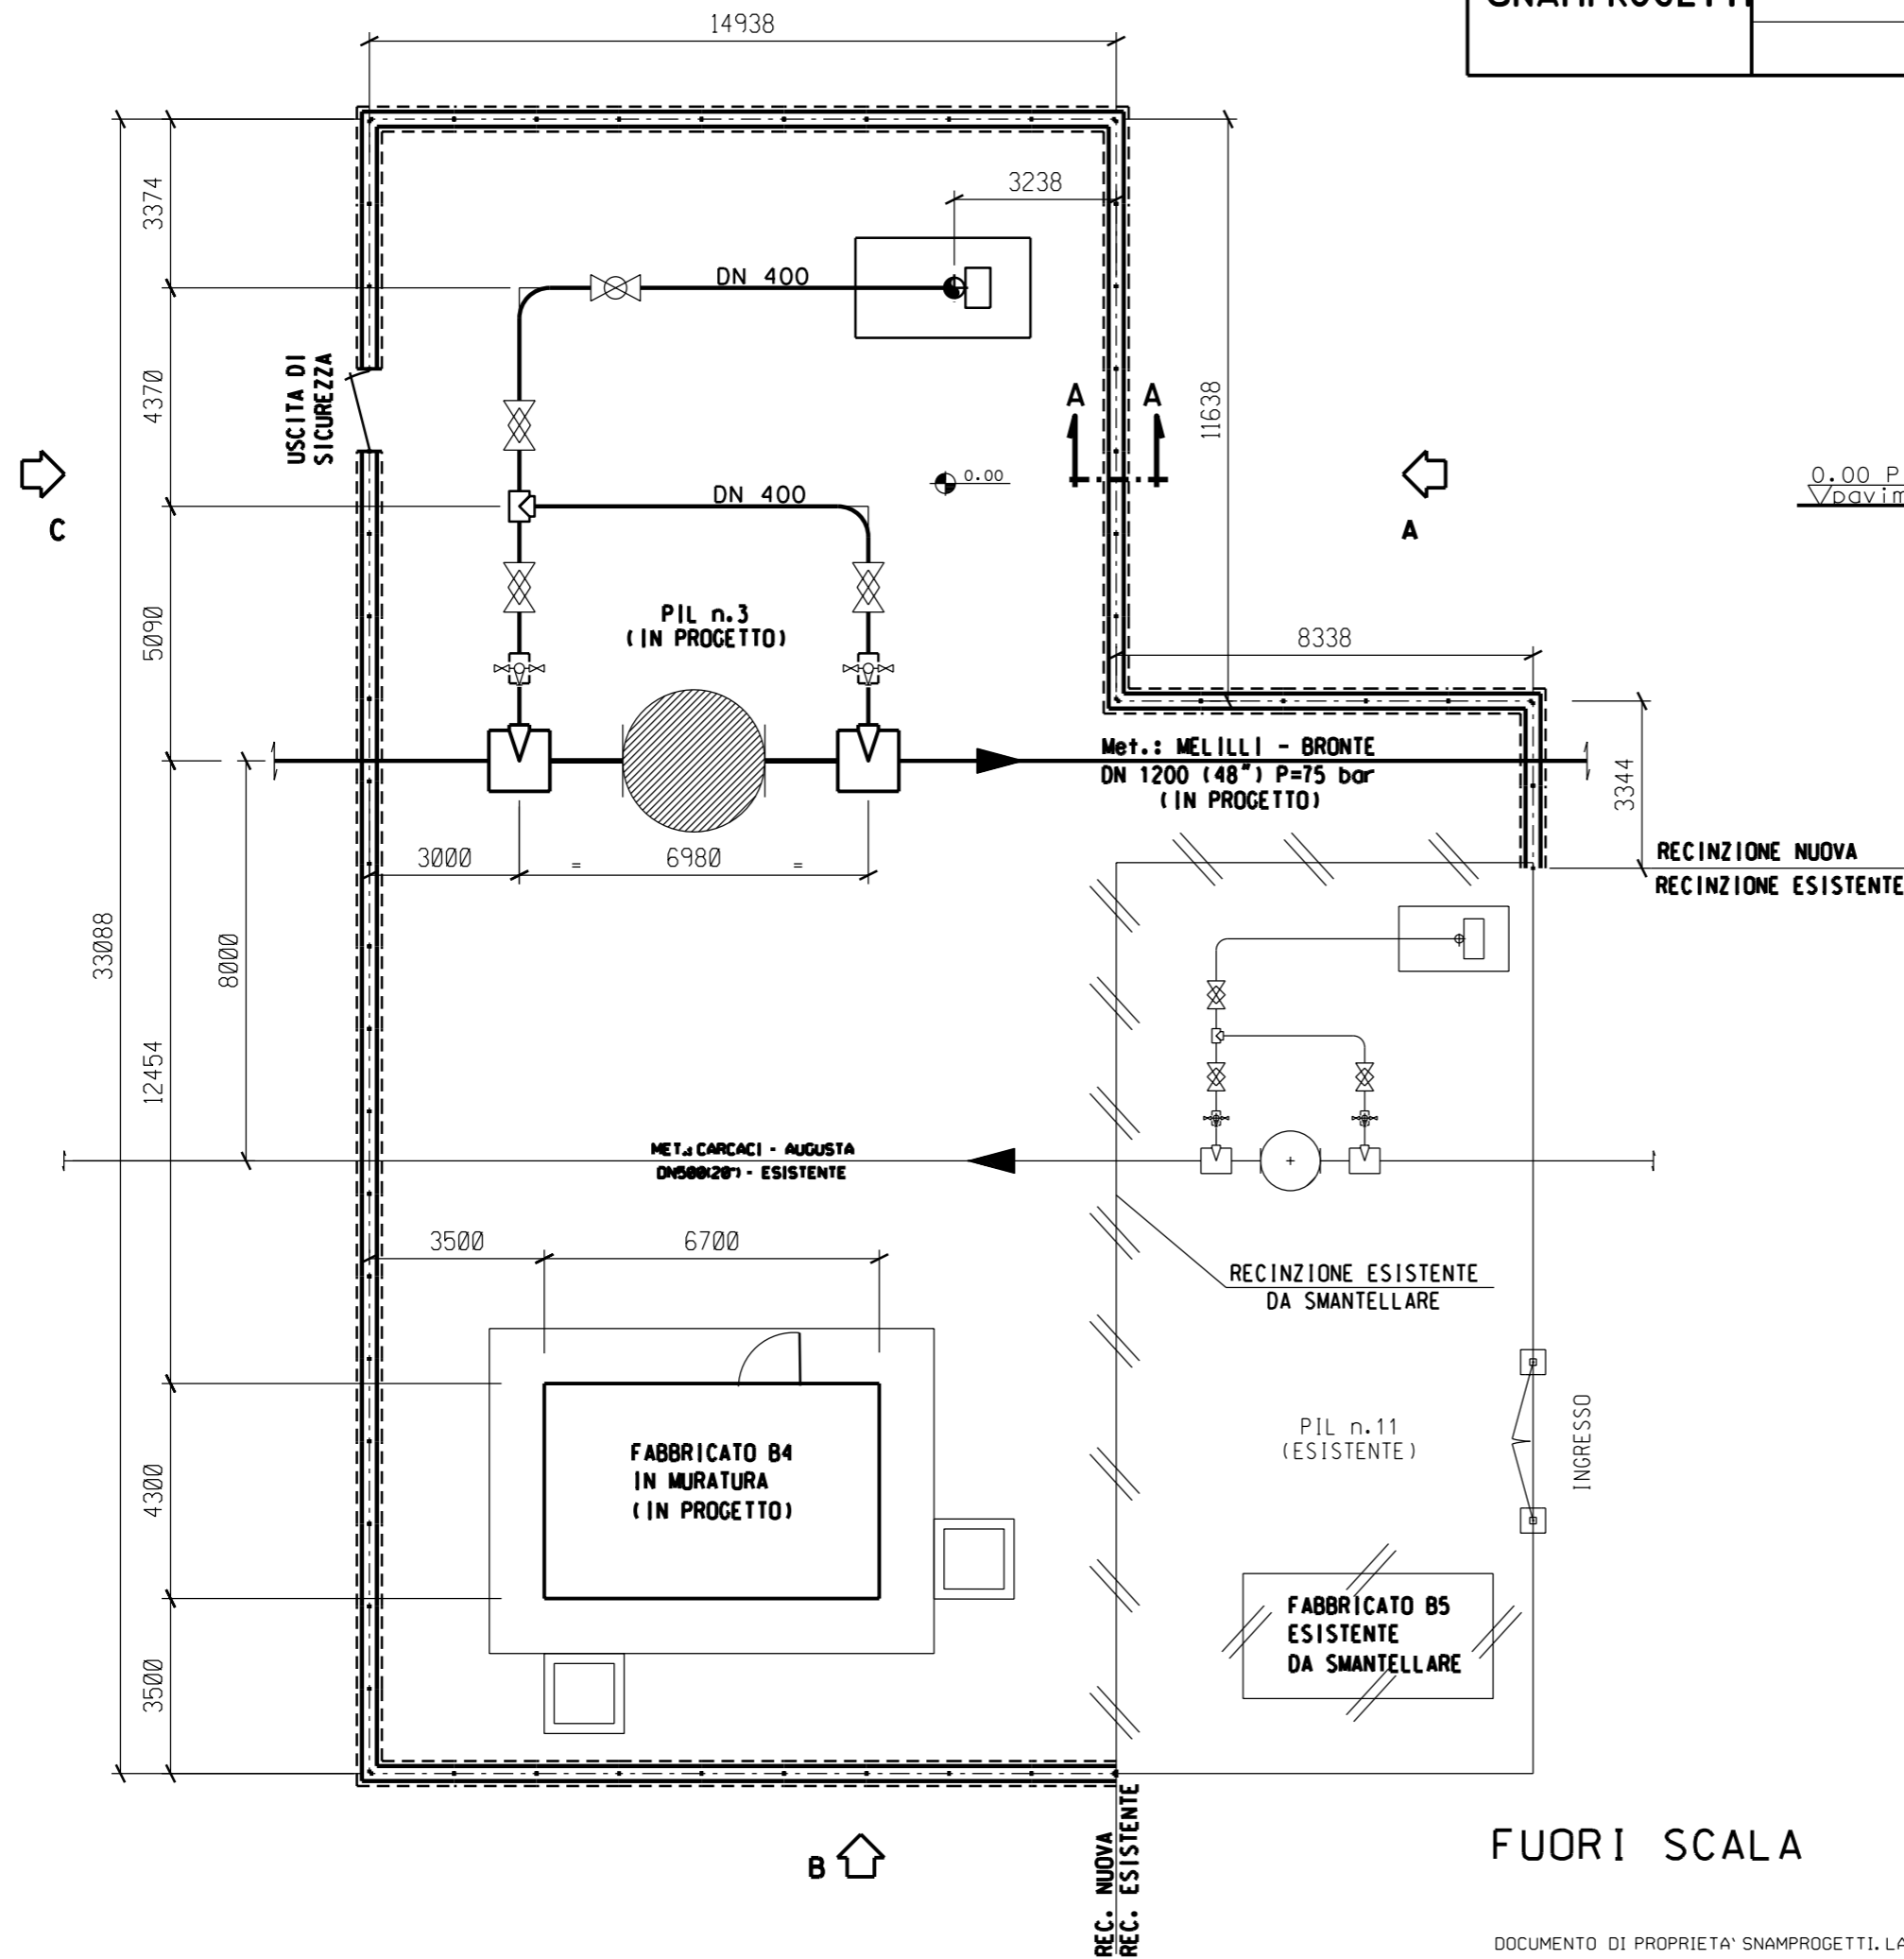 14938
3374
3238
DN 400
USCITA DI
SICUREZZA
4370
A A
11638
C
0.00
DN 400
A
0.00 P
pavim
5090
PIL n.3
(IN PROGETTO)
8338
Met.: MELILLI - BRONTE
DN 1200 (48") P=75 bar
(IN PROGETTO)
3344
3000
= 6980 =
RECINZIONE NUOVA
RECINZIONE ESISTENTE
33088
8000
12454
MET.: CARCACI - AUGUSTA
DN500(20") - ESISTENTE
3500
6700
RECINZIONE ESISTENTE
DA SMANTELLARE
FABBRICATO B4
IN MURATURA
(IN PROGETTO)
4300
PIL n.11
(ESISTENTE)
INGRESSO
FABBRICATO B5
ESISTENTE
DA SMANTELLARE
3500
B
REC. NUOVA
REC. ESISTENTE
FUORI SCALA
DOCUMENTO DI PROPRIETA' SNAMPROGETTI. LA